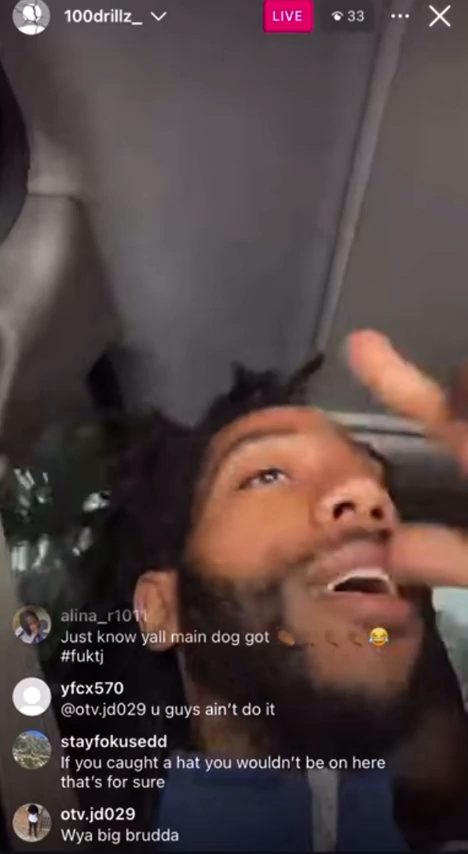 100drillz_
LIVE
33
alina_r1011
Just know yall main dog got
#fuktj
yfcx570
@otv.jd029 u guys ain't do it
stayfokusedd
If you caught a hat you wouldn't be on here
that's for sure
otv.jd029
Wya big brudda